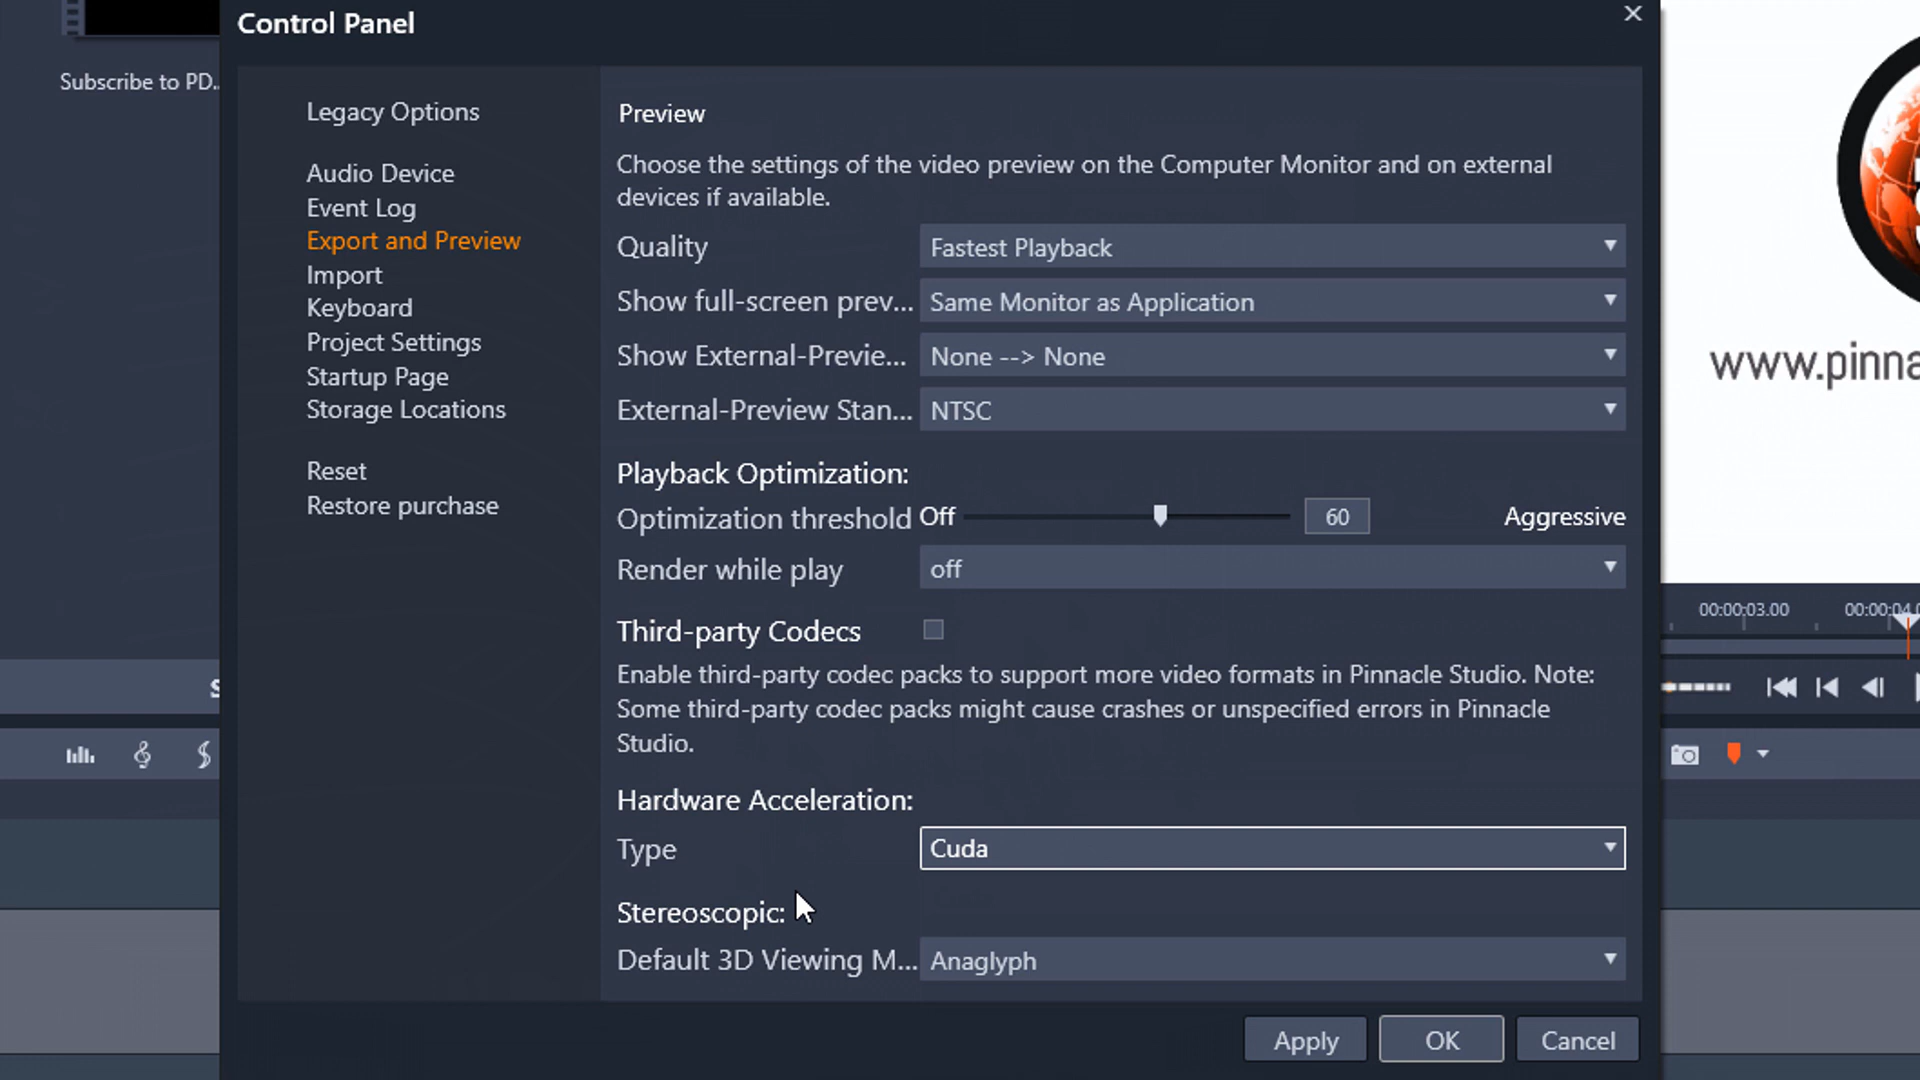 Control Panel
Subscribe to PD..
Legacy Options
Audio Device
Event Log
Export and Preview
Import
Keyboard
Project Settings
Startup Page
Storage Locations
Reset
Restore purchase
Preview
Choose the settings of the video preview on the Computer Monitor and on external
devices if available.
Quality Fastest Playback
Show full-screen prev... Same Monitor as Application
Show External-Previe... None --> None
External-Preview Stan... NTSC
Playback Optimization:
Optimization threshold Off 60 Aggressive
Render while play off
Third-party Codecs
Enable third-party codec packs to support more video formats in Pinnacle Studio. Note:
Some third-party codec packs might cause crashes or unspecified errors in Pinnacle
Studio.
Hardware Acceleration:
Type Cuda
Stereoscopic:
Default 3D Viewing M... Anaglyph
Apply OK Cancel
www.pinna
00:00:03.00 00:00:04.0